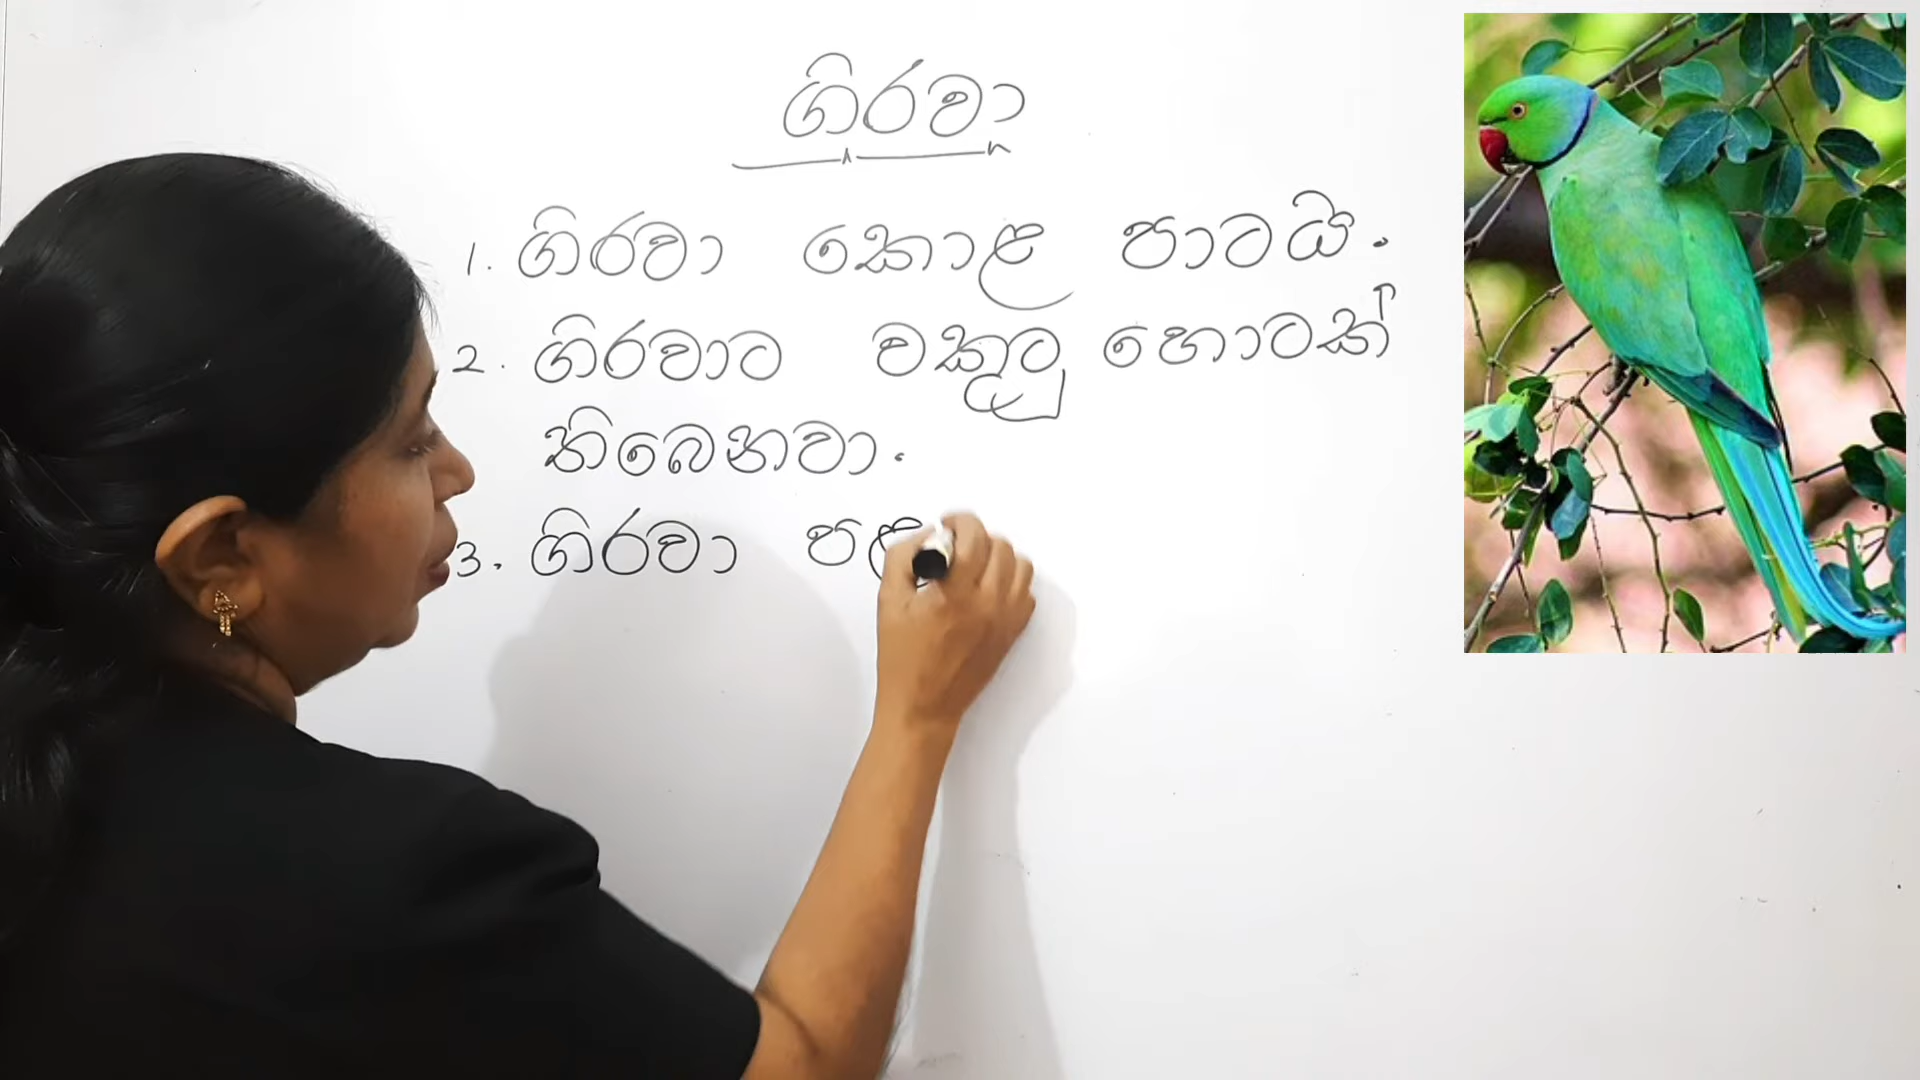 ගිරවා
1. ගිරවා කොළ පාටයි.
2. ගිරවාට වකුටු හොටක්
තිබෙනවා.
3. ගිරවා